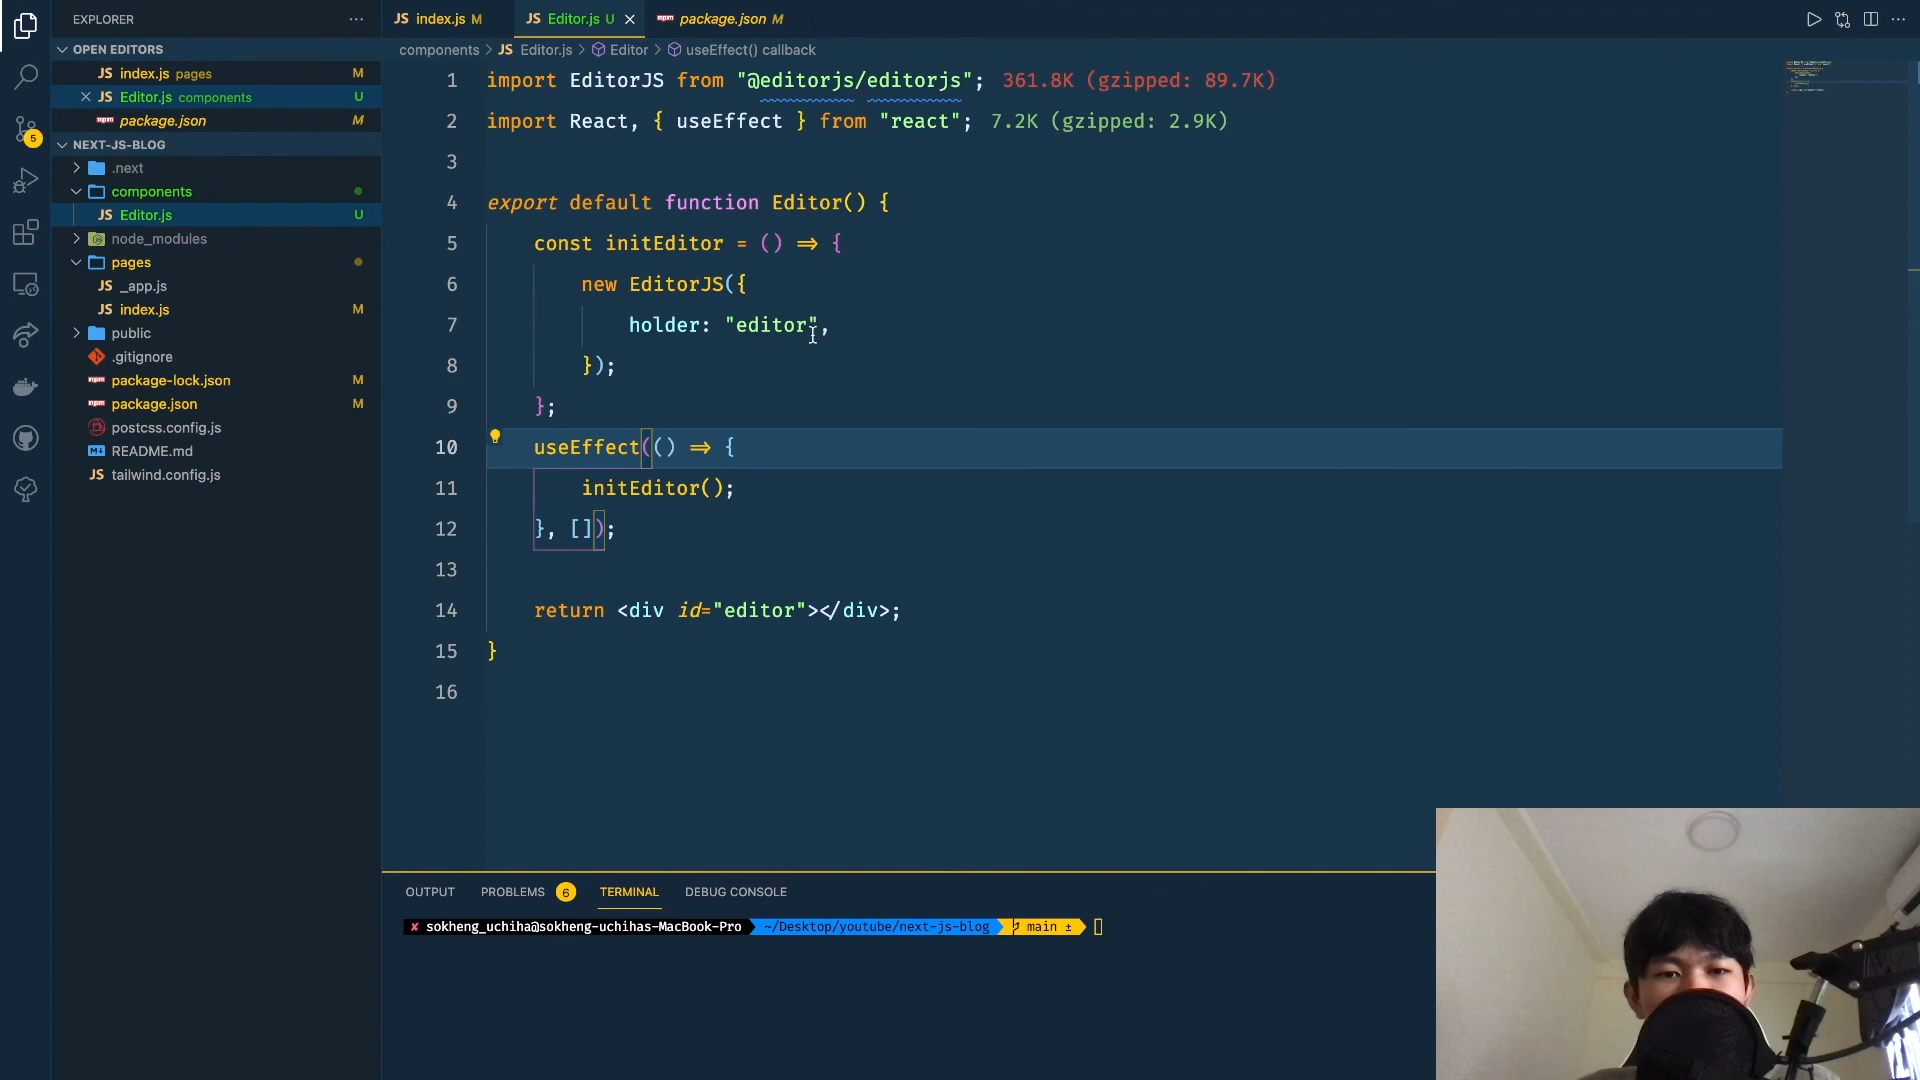 EXPLORER
OPEN EDITORS
JS index.js pages M
JS Editor.js components U
npm package.json M
NEXT-JS-BLOG
.next
components
JS Editor.js U
node_modules
pages
JS _app.js
JS index.js M
public
.gitignore
npm package-lock.json M
npm package.json M
postcss.config.js
README.md
JS tailwind.config.js
5
JS index.js M
JS Editor.js U
npm package.json M
components > JS Editor.js > Editor > useEffect() callback
1 import EditorJS from "@editorjs/editorjs"; 361.8K (gzipped: 89.7K)
2 import React, { useEffect } from "react"; 7.2K (gzipped: 2.9K)
3
4 export default function Editor() {
5 const initEditor = () => {
6 new EditorJS({
7 holder: "editor",
8 });
9 };
10 useEffect(() => {
11 initEditor();
12 }, []);
13
14 return <div id="editor"></div>;
15 }
16
OUTPUT PROBLEMS 6 TERMINAL DEBUG CONSOLE
✘ sokheng_uchiha@sokheng-uchihas-MacBook-Pro ~/Desktop/youtube/next-js-blog main ±